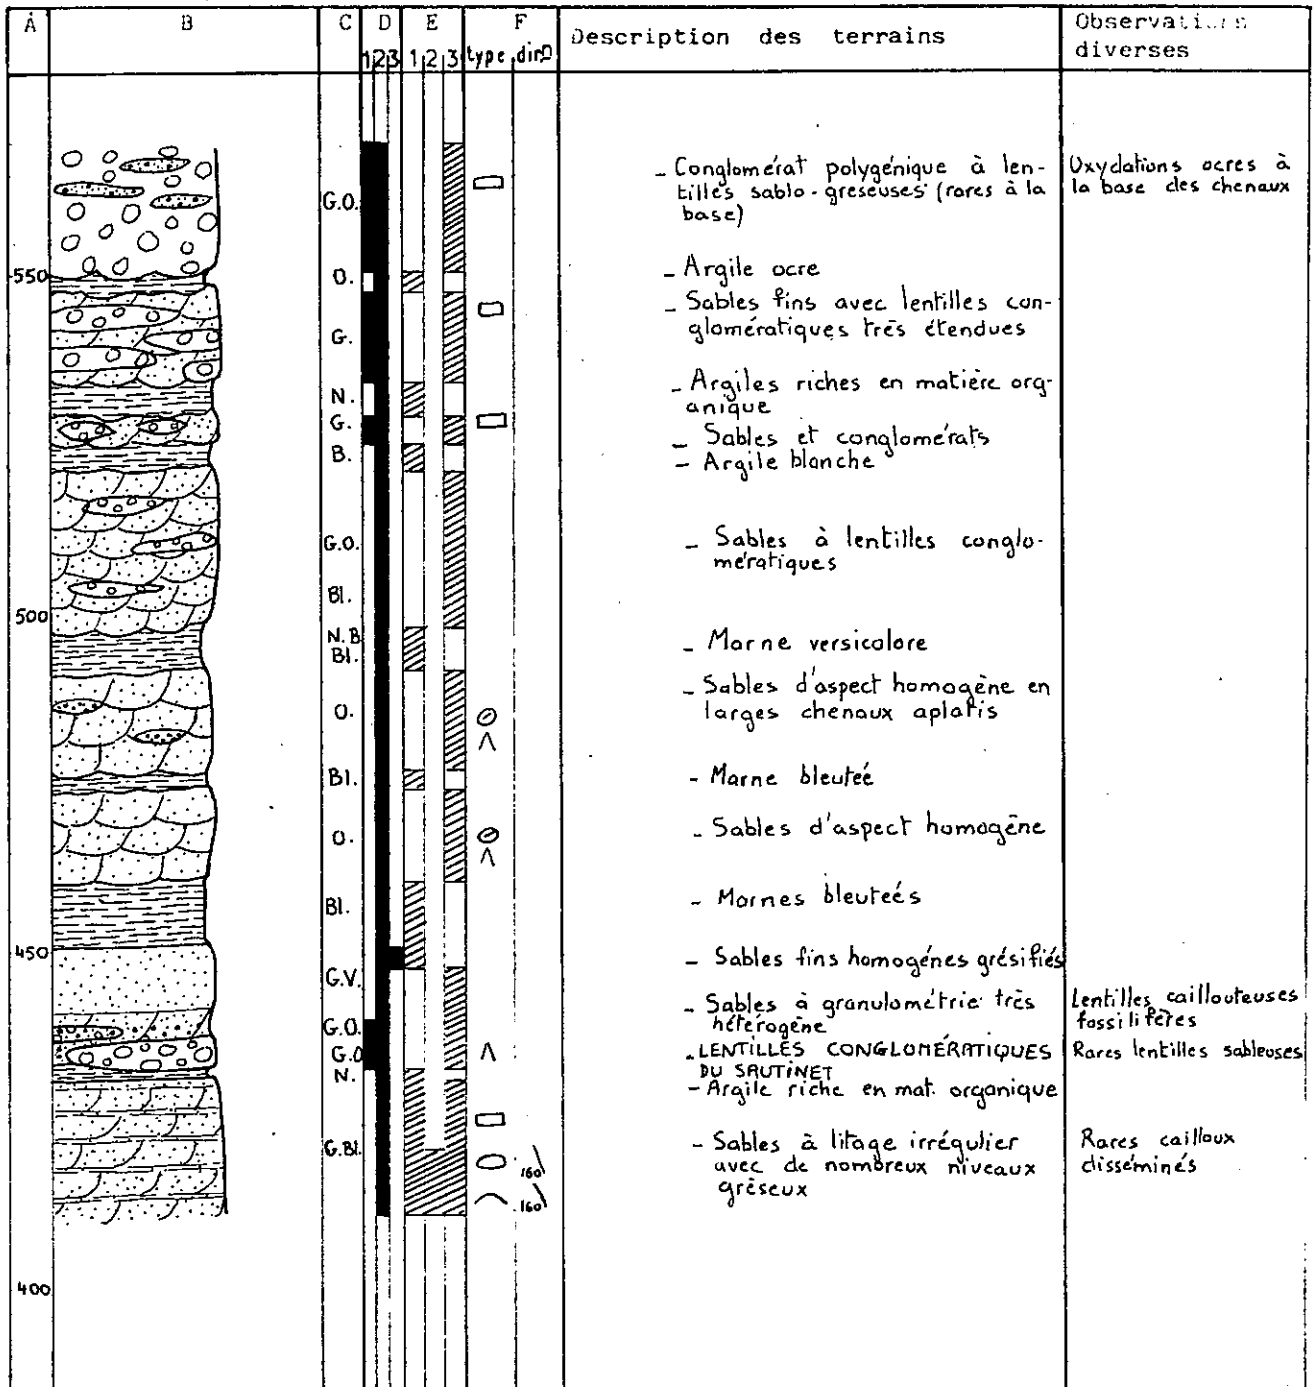 A B C D E F Description des terrains Observations
diverses
1 2 3 1 2 3 type dirⁿ
G.O. - Conglomérat polygénique à len-
tilles sablo-gréseuses (rares à la
base)
Oxydations ocres à
la base des chenaux
550 O. - Argile ocre
G. - Sables fins avec lentilles con-
glomératiques très étendues
N. - Argiles riches en matière org-
anique
G. - Sables et conglomérats
B. - Argile blanche
G.O. - Sables à lentilles conglo-
mératiques
Bl.
500
N.B - Marne versicolore
Bl.
O. - Sables d'aspect homogène en
larges chenaux aplatis
Bl. - Marne bleuteé
O. - Sables d'aspect homogène
Bl. - Marnes bleuteés
450 - Sables fins homogénes grésifiés
G.V.
G.O. - Sables à granulométrie très
hétérogène
Lentilles caillouteuses
fossilifères
G.O - LENTILLES CONGLOMÉRATIQUES
DU SAUTINET
Rares lentilles sableuses
N. - Argile riche en mat. organique
G.Bl. - Sables à litage irrégulier
avec de nombreux niveaux
gréseux
Rares cailloux
disséminés
160
160
400